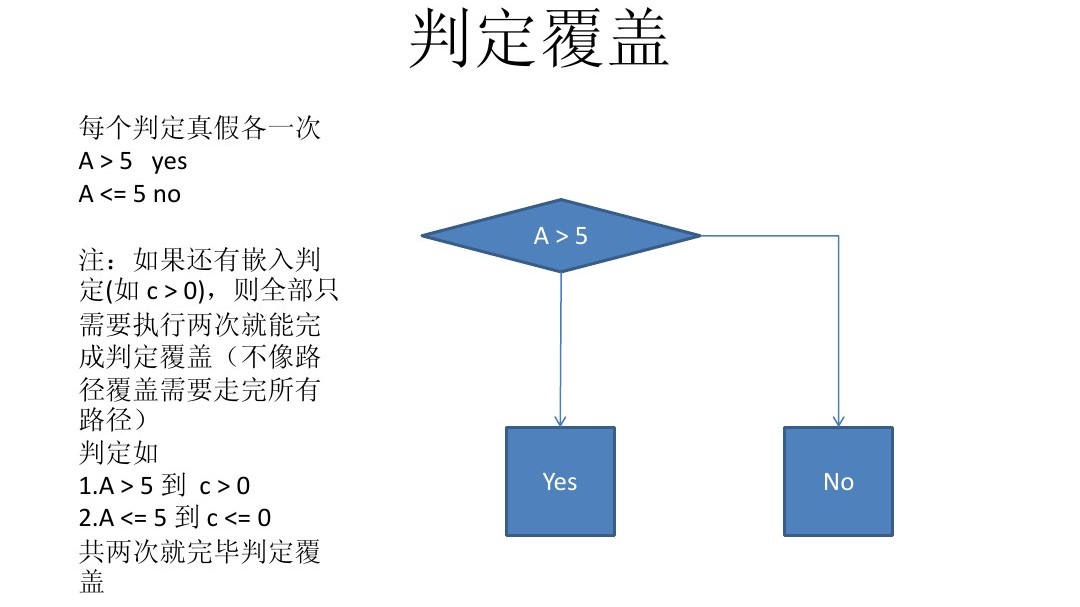 判定覆盖
每个判定真假各一次
A > 5 yes
A <= 5 no
注：如果还有嵌入判
定(如 c > 0)，则全部只
需要执行两次就能完
成判定覆盖（不像路
径覆盖需要走完所有
路径）
判定如
1.A > 5 到 c > 0
2.A <= 5 到 c <= 0
共两次就完毕判定覆
盖
A > 5
Yes
No